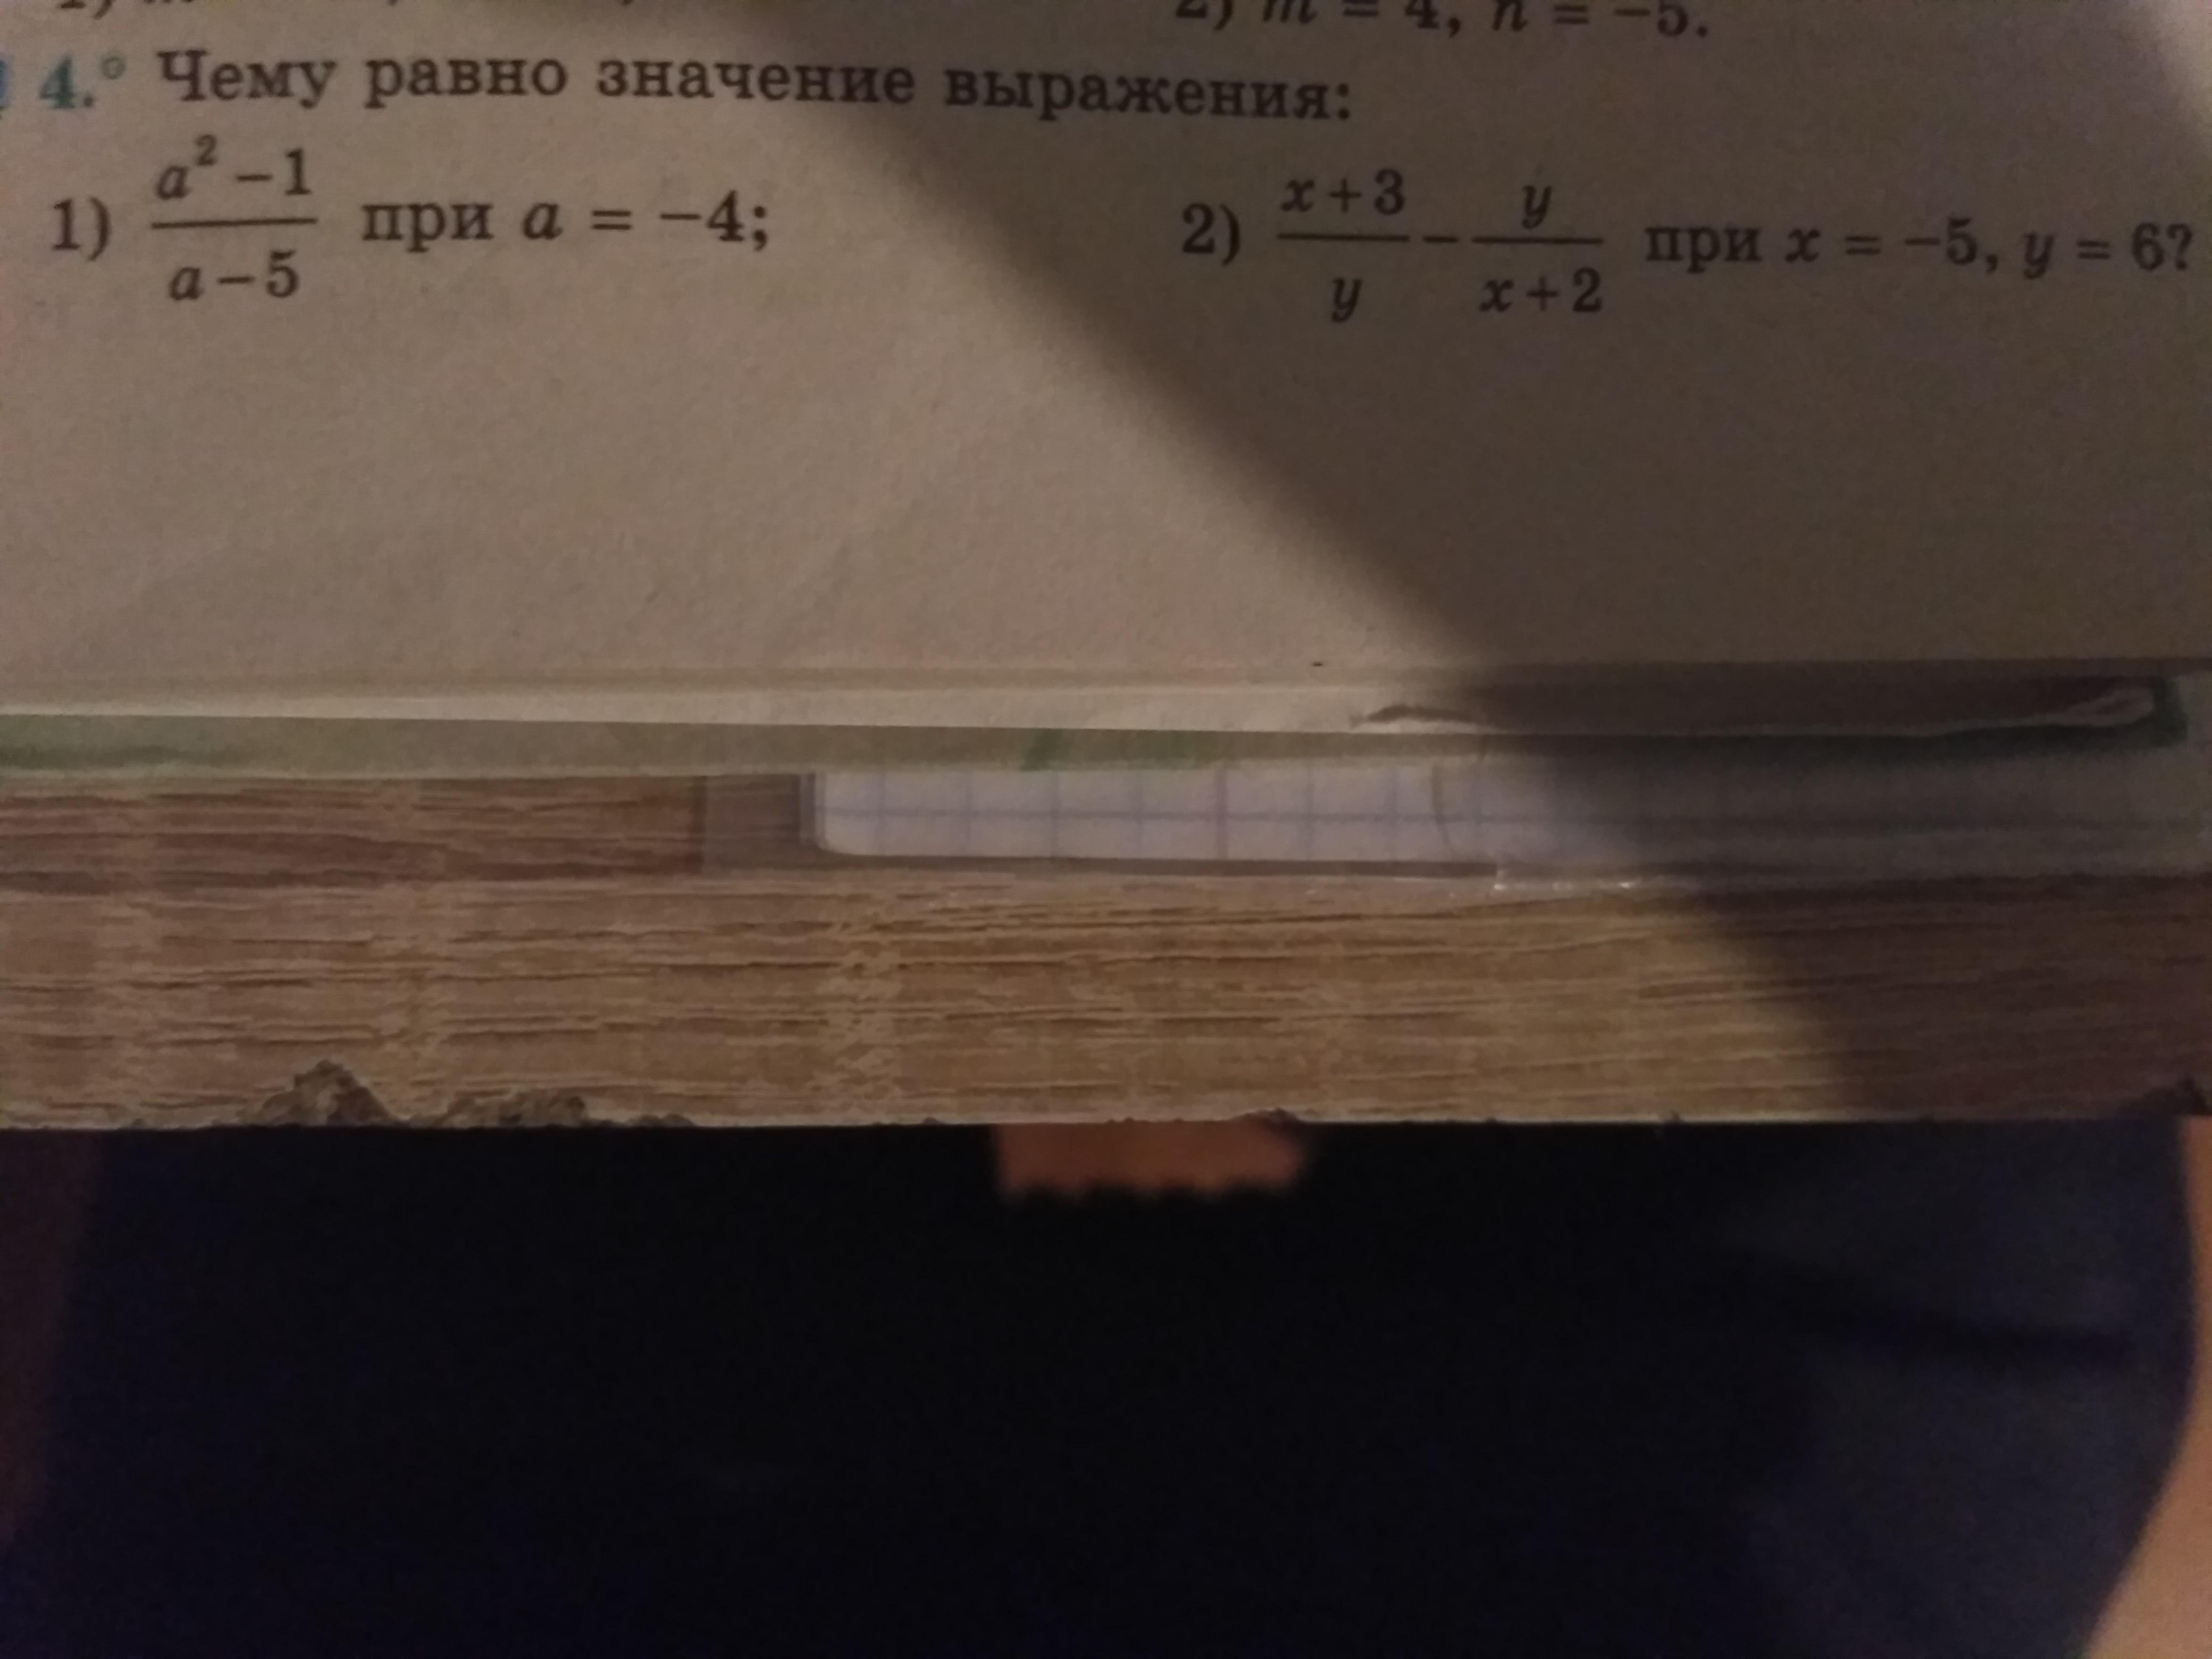 2) m = 4, n = −5.
4.° Чему равно значение выражения:
1) (a² − 1)/(a − 5) при a = −4;
2) (x + 3)/y − y/(x + 2) при x = −5, y = 6?